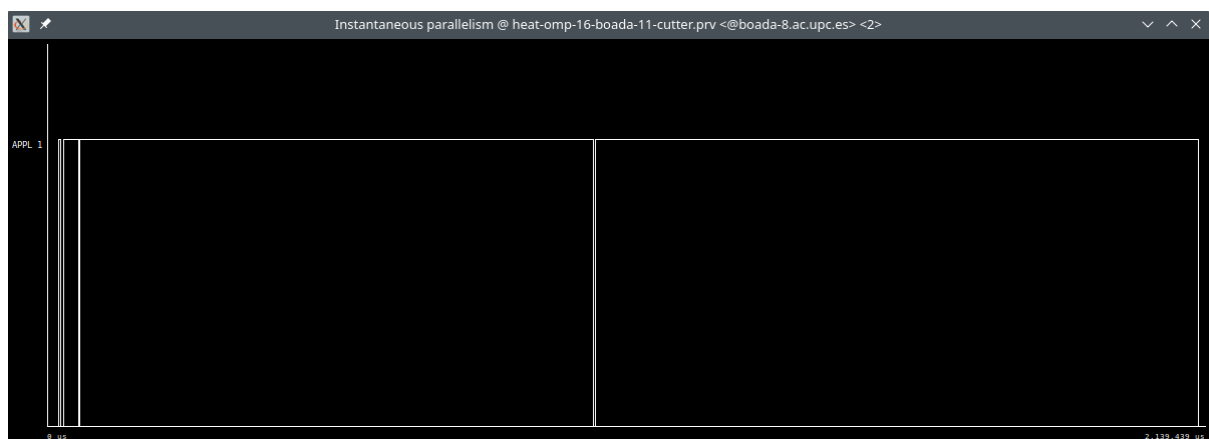 Instantaneous parallelism @ heat-omp-16-boada-11-cutter.prv <@boada-8.ac.upc.es> <2>
APPL 1
0 us
2.139.439 us